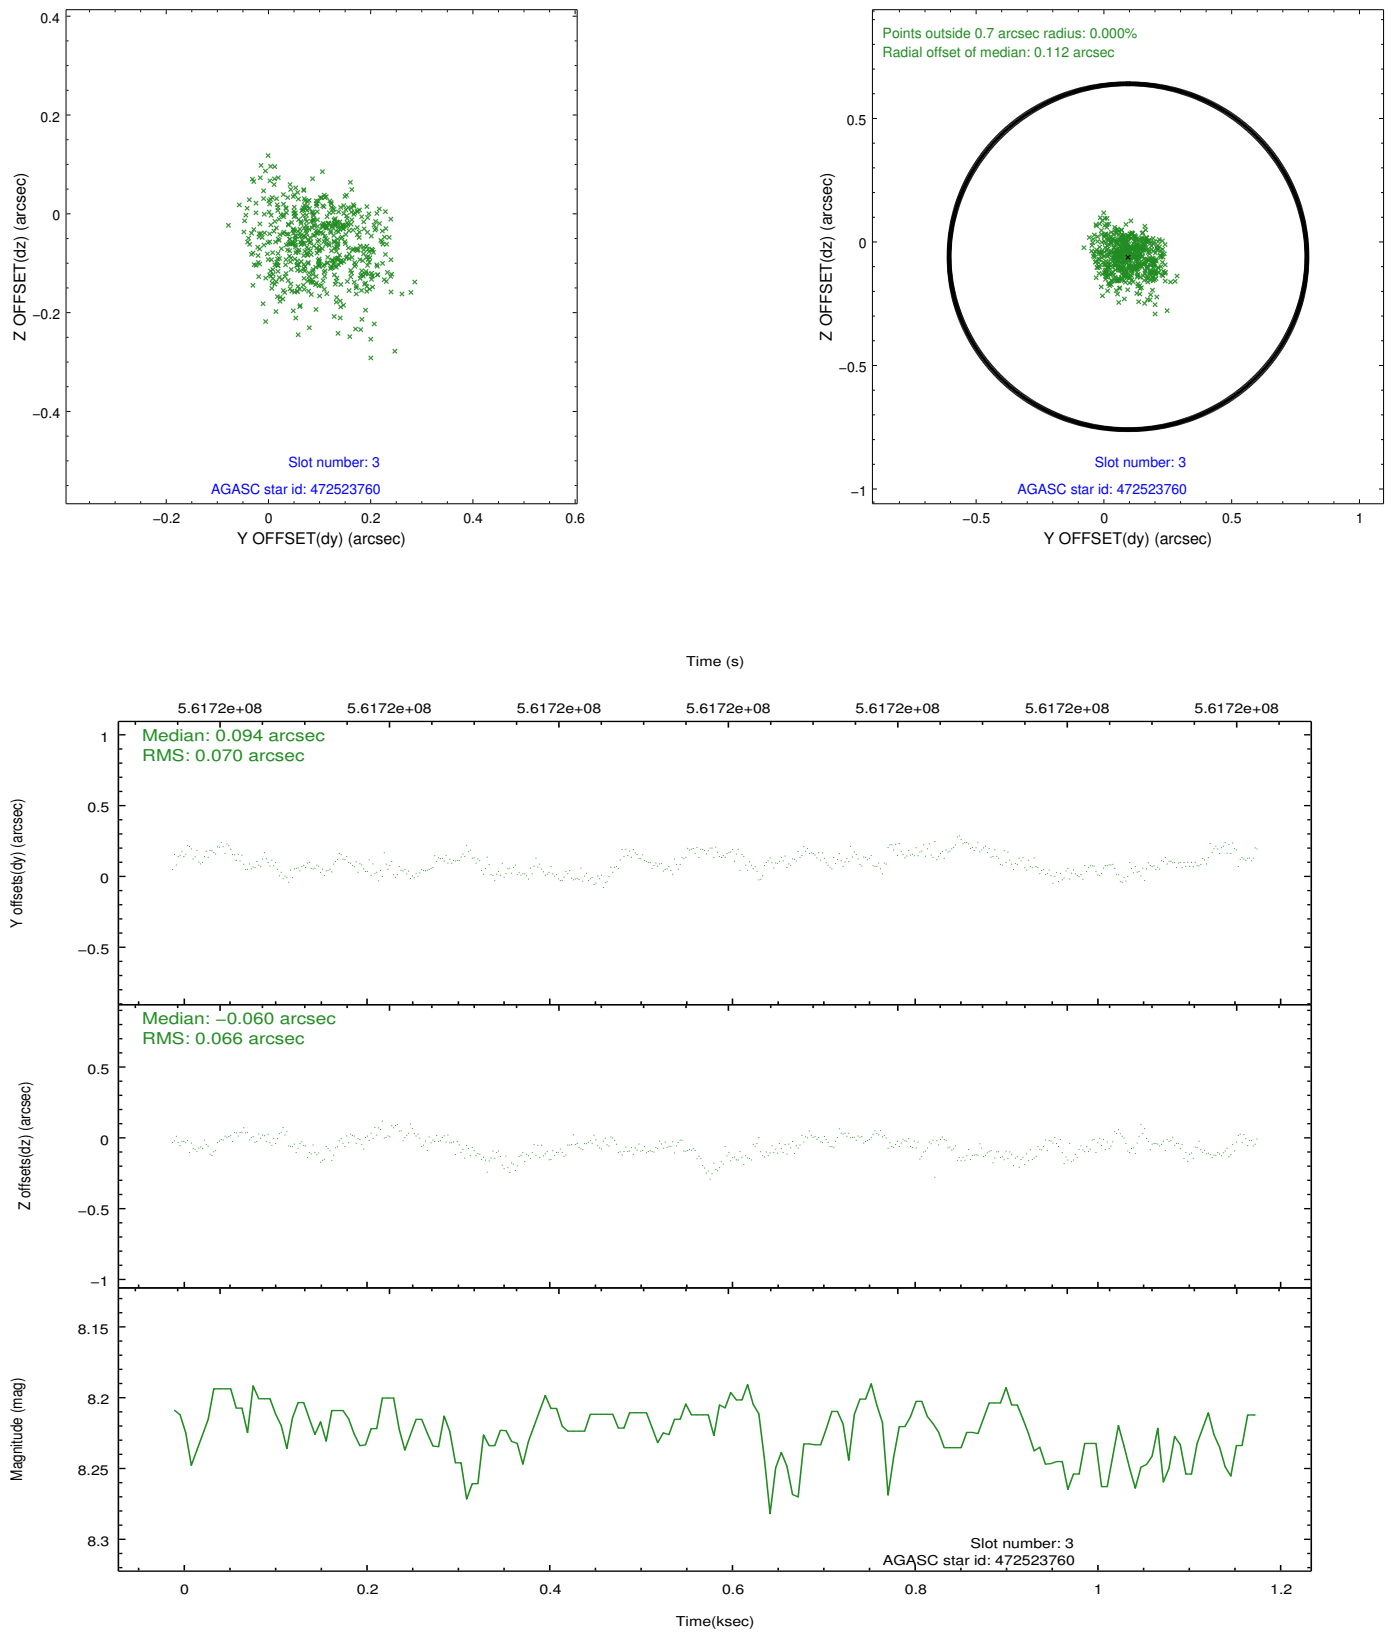 0.4
0.2
0
−0.2
−0.4
Z OFFSET(dz) (arcsec)
Slot number: 3
AGASC star id: 472523760
−0.2 0 0.2 0.4 0.6
Y OFFSET(dy) (arcsec)
Points outside 0.7 arcsec radius: 0.000%
Radial offset of median: 0.112 arcsec
0.5
0
−0.5
−1
Z OFFSET(dz) (arcsec)
Slot number: 3
AGASC star id: 472523760
−0.5 0 0.5 1
Y OFFSET(dy) (arcsec)
Time (s)
5.6172e+08 5.6172e+08 5.6172e+08 5.6172e+08 5.6172e+08 5.6172e+08 5.6172e+08
Median: 0.094 arcsec
RMS: 0.070 arcsec
1
0.5
0
−0.5
Y offsets(dy) (arcsec)
Median: −0.060 arcsec
RMS: 0.066 arcsec
0.5
0
−0.5
−1
Z offsets(dz) (arcsec)
8.15
8.2
8.25
8.3
Magnitude (mag)
Slot number: 3
AGASC star id: 472523760
0 0.2 0.4 0.6 0.8 1 1.2
Time(ksec)